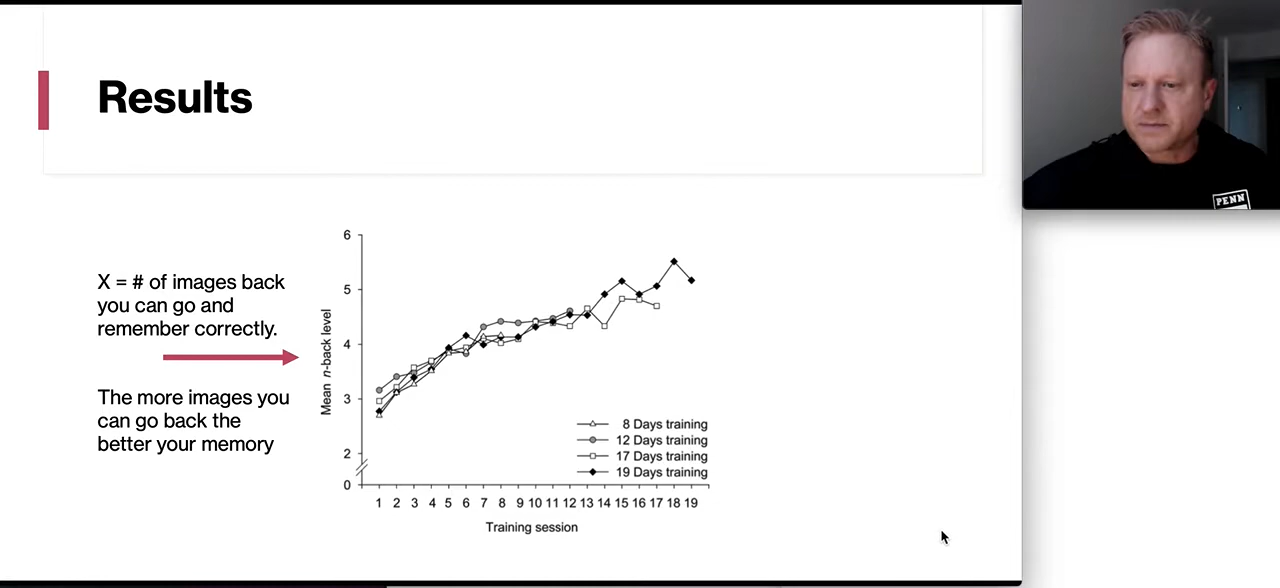 Results
PENN
X = # of images back
you can go and
remember correctly.
The more images you
can go back the
better your memory
Mean n-back level
6
5
4
3
2
0
8 Days training
12 Days training
17 Days training
19 Days training
1 2 3 4 5 6 7 8 9 10 11 12 13 14 15 16 17 18 19
Training session